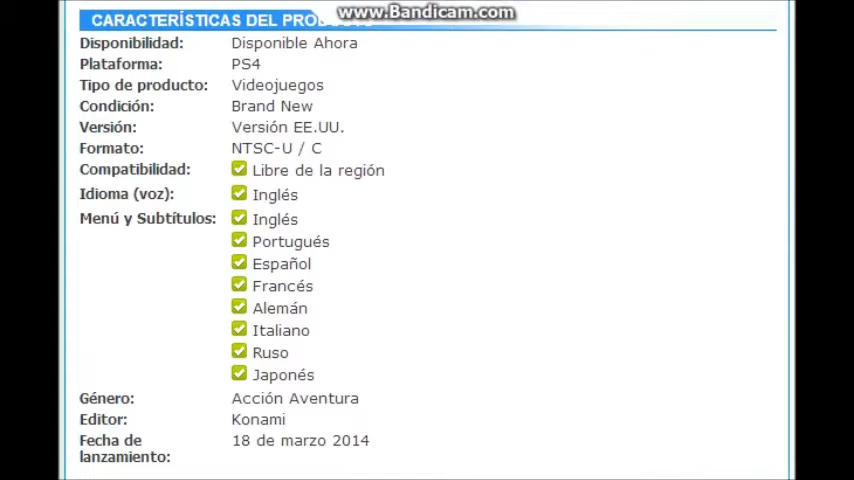 www.Bandicam.com
CARACTERÍSTICAS DEL PRODUCTO
Disponibilidad: Disponible Ahora
Plataforma: PS4
Tipo de producto: Videojuegos
Condición: Brand New
Versión: Versión EE.UU.
Formato: NTSC-U / C
Compatibilidad: Libre de la región
Idioma (voz): Inglés
Menú y Subtítulos: Inglés
Portugués
Español
Francés
Alemán
Italiano
Ruso
Japonés
Género: Acción Aventura
Editor: Konami
Fecha de lanzamiento: 18 de marzo 2014